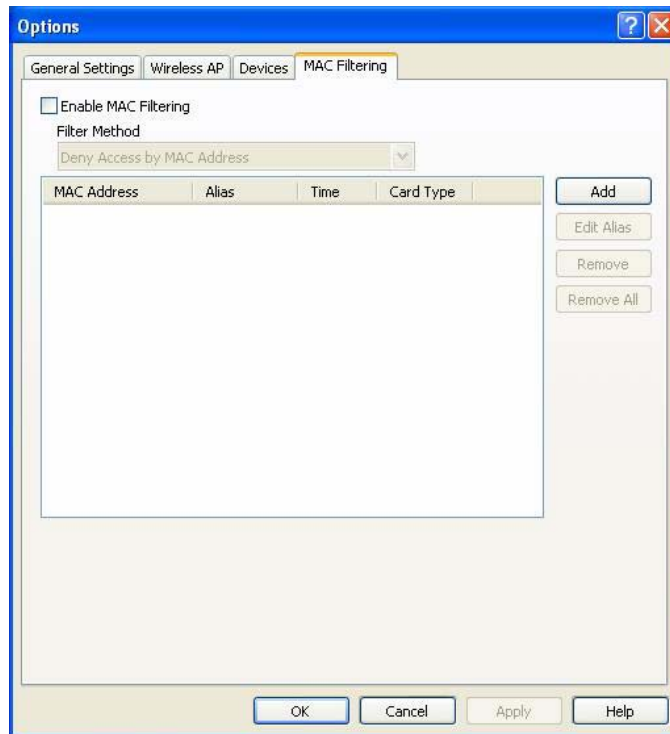 Options
General Settings Wireless AP Devices MAC Filtering
Enable MAC Filtering
Filter Method
Deny Access by MAC Address
MAC Address Alias Time Card Type
Add
Edit Alias
Remove
Remove All
OK Cancel Apply Help